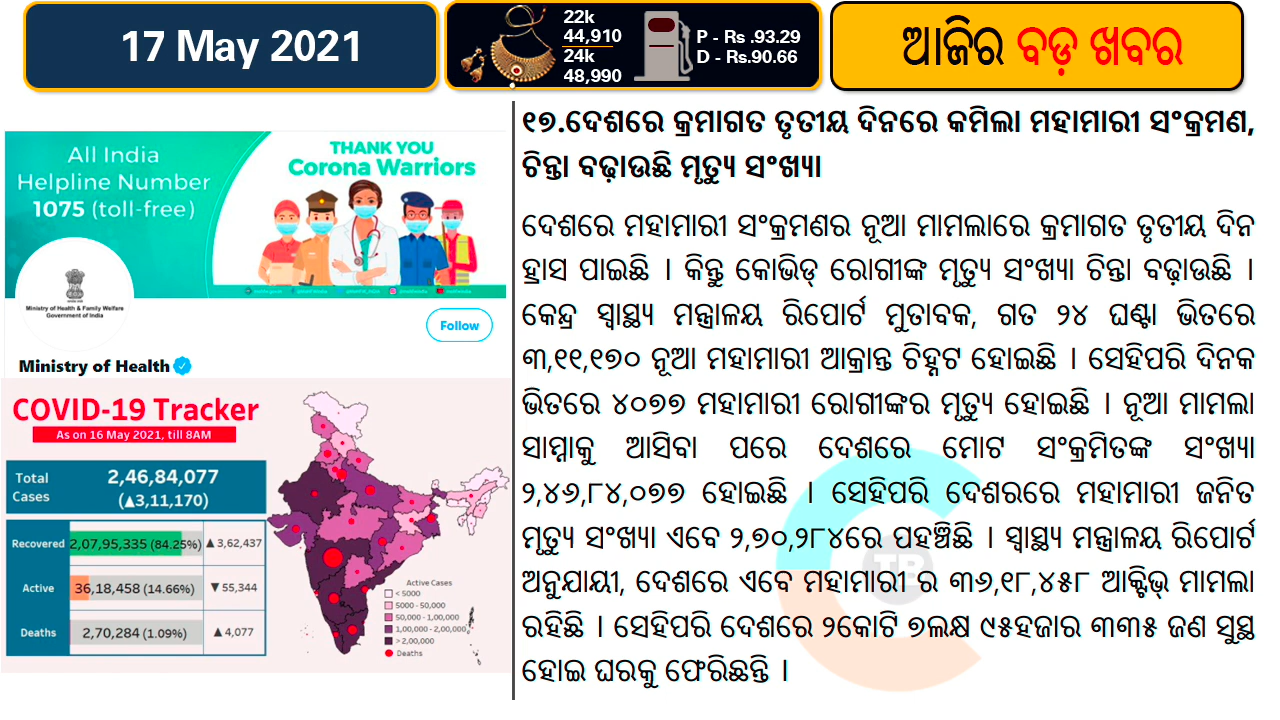 17 May 2021
22k
44,910
24k
48,990
P - Rs .93.29
D - Rs.90.66
ଆଜିର ବଡ଼ ଖବର
All India
Helpline Number
1075 (toll-free)
THANK YOU
Corona Warriors
Ministry of Health & Family Welfare
Government of India
Follow
Ministry of Health
COVID-19 Tracker
As on 16 May 2021, till 8AM
Total Cases
2,46,84,077
(▲3,11,170)
Recovered 2,07,95,335 (84.25%) ▲3,62,437
Active 36,18,458 (14.66%) ▼55,344
Deaths 2,70,284 (1.09%) ▲4,077
Active Cases
< 5000
5000 - 50,000
50,000 - 1,00,000
1,00,000 - 2,00,000
> 2,00,000
Deaths
୧୭.ଦେଶରେ କ୍ରମାଗତ ତୃତୀୟ ଦିନରେ କମିଲା ମହାମାରୀ ସଂକ୍ରମଣ,
ଚିନ୍ତା ବଢ଼ାଉଛି ମୃତ୍ୟୁ ସଂଖ୍ୟା
ଦେଶରେ ମହାମାରୀ ସଂକ୍ରମଣର ନୂଆ ମାମଲାରେ କ୍ରମାଗତ ତୃତୀୟ ଦିନ
ହ୍ରାସ ପାଇଛି । କିନ୍ତୁ କୋଭିଡ୍ ରୋଗୀଙ୍କ ମୃତ୍ୟୁ ସଂଖ୍ୟା ଚିନ୍ତା ବଢ଼ାଉଛି ।
କେନ୍ଦ୍ର ସ୍ୱାସ୍ଥ୍ୟ ମନ୍ତ୍ରାଳୟ ରିପୋର୍ଟ ମୁତାବକ, ଗତ ୨୪ ଘଣ୍ଟା ଭିତରେ
୩,୧୧,୧୭୦ ନୂଆ ମହାମାରୀ ଆକ୍ରାନ୍ତ ଚିହ୍ନଟ ହୋଇଛି । ସେହିପରି ଦିନକ
ଭିତରେ ୪୦୭୭ ମହାମାରୀ ରୋଗୀଙ୍କର ମୃତ୍ୟୁ ହୋଇଛି । ନୂଆ ମାମଲା
ସାମ୍ନାକୁ ଆସିବା ପରେ ଦେଶରେ ମୋଟ ସଂକ୍ରମିତଙ୍କ ସଂଖ୍ୟା
୨,୪୬,୮୪,୦୭୭ ହୋଇଛି । ସେହିପରି ଦେଶରରେ ମହାମାରୀ ଜନିତ
ମୃତ୍ୟୁ ସଂଖ୍ୟା ଏବେ ୨,୭୦,୨୮୪ରେ ପହଞ୍ଚିଛି । ସ୍ୱାସ୍ଥ୍ୟ ମନ୍ତ୍ରାଳୟ ରିପୋର୍ଟ
ଅନୁଯାୟୀ, ଦେଶରେ ଏବେ ମହାମାରୀ ର ୩୬,୧୮,୪୫୮ ଆକ୍ଟିଭ୍ ମାମଲା
ରହିଛି । ସେହିପରି ଦେଶରେ ୨କୋଟି ୭ଲକ୍ଷ ୯୫ହଜାର ୩୩୫ ଜଣ ସୁସ୍ଥ
ହୋଇ ଘରକୁ ଫେରିଛନ୍ତି ।